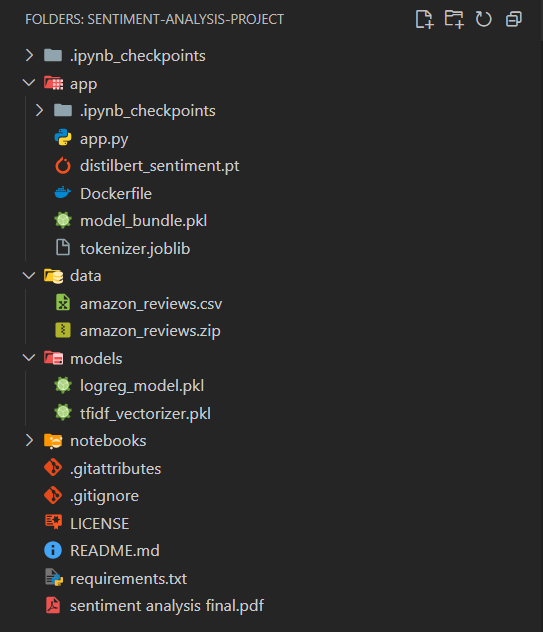 FOLDERS: SENTIMENT-ANALYSIS-PROJECT
.ipynb_checkpoints
app
.ipynb_checkpoints
app.py
distilbert_sentiment.pt
Dockerfile
model_bundle.pkl
tokenizer.joblib
data
amazon_reviews.csv
amazon_reviews.zip
models
logreg_model.pkl
tfidf_vectorizer.pkl
notebooks
.gitattributes
.gitignore
LICENSE
README.md
requirements.txt
sentiment analysis final.pdf